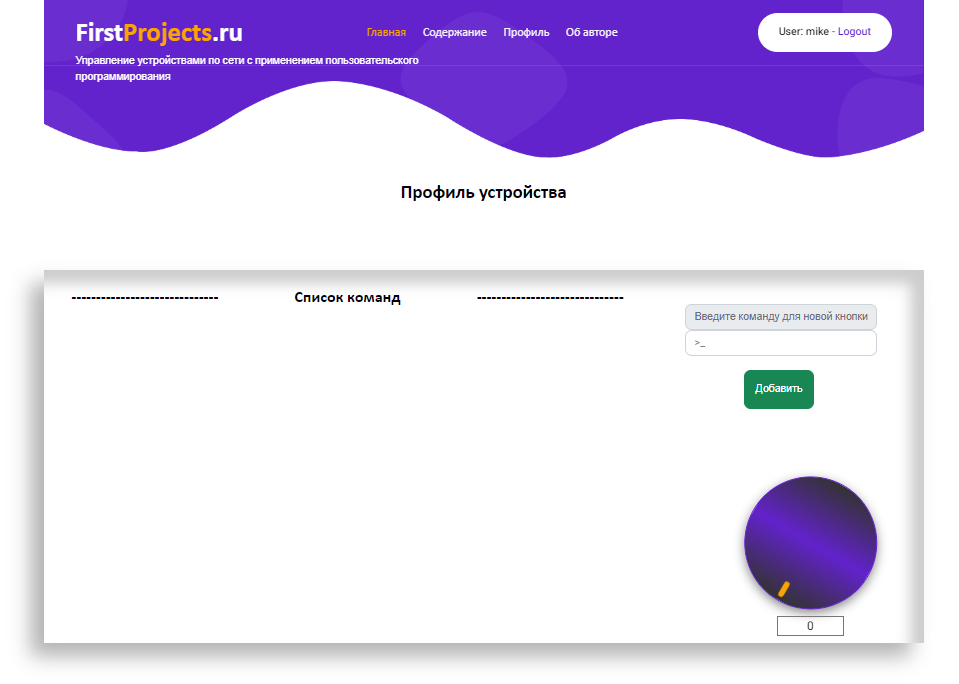 FirstProjects.ru
Главная Содержание Профиль Об авторе
User: mike - Logout
Управление устройствами по сети с применением пользовательского
программирования
Профиль устройства
------------------------------ Список команд ------------------------------
Введите команду для новой кнопки
>_
Добавить
0